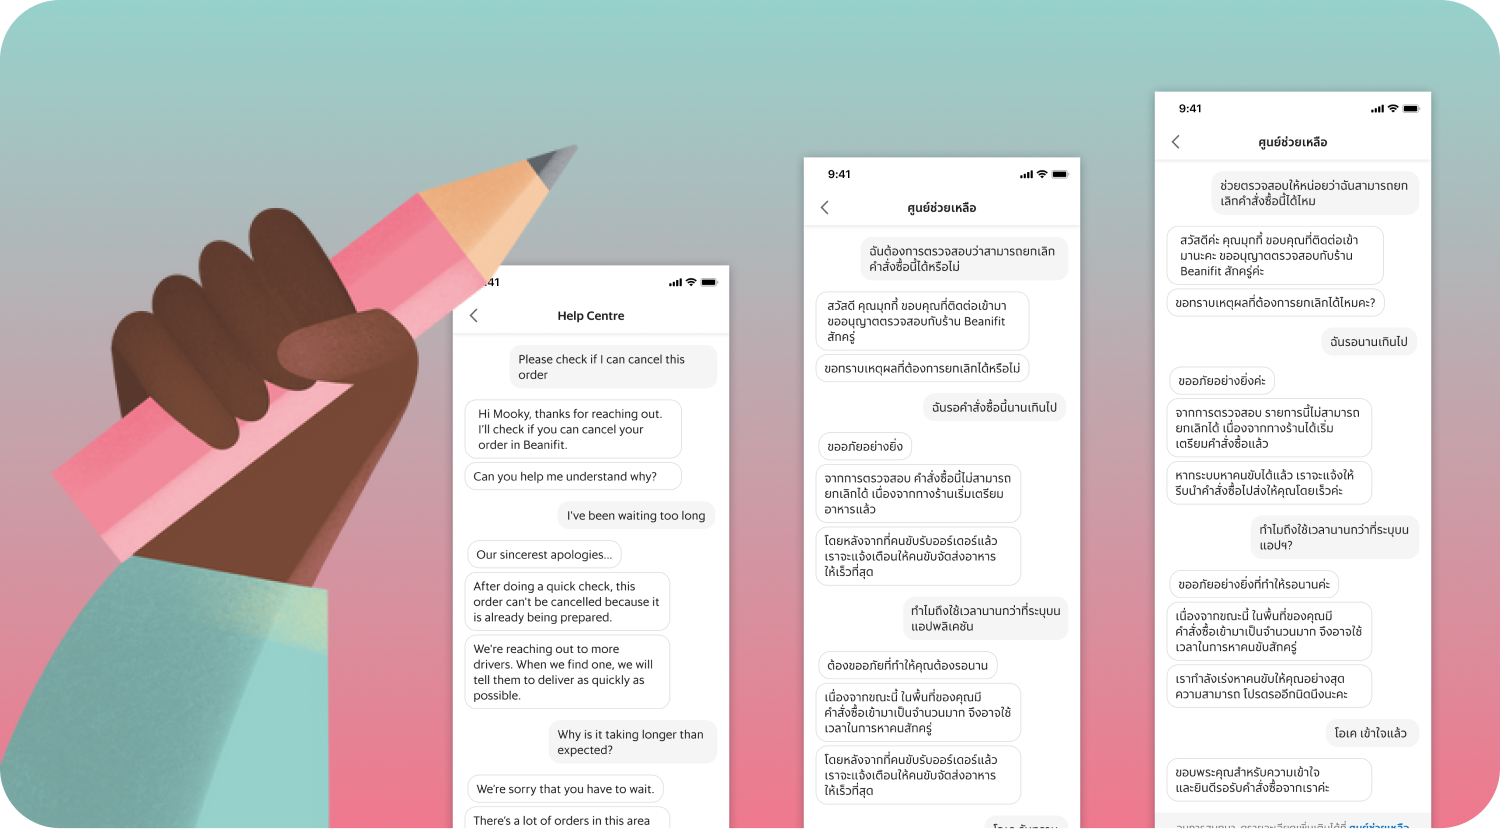 :41
Help Centre
Please check if I can cancel this
order
Hi Mooky, thanks for reaching out.
I'll check if you can cancel your
order in Beanifit.
Can you help me understand why?
I've been waiting too long
Our sincerest apologies...
After doing a quick check, this
order can't be cancelled because it
is already being prepared.
We're reaching out to more
drivers. When we find one, we will
tell them to deliver as quickly as
possible.
Why is it taking longer than
expected?
We're sorry that you have to wait.
There's a lot of orders in this area
9:41
ศูนย์ช่วยเหลือ
ฉันต้องการตรวจสอบว่าสามารถยกเลิก
คำสั่งซื้อนี้ได้หรือไม่
สวัสดี คุณมุกกี้ ขอบคุณที่ติดต่อเข้ามา
ขออนุญาตตรวจสอบกับร้าน Beanifit
สักครู่
ขอทราบเหตุผลที่ต้องการยกเลิกได้หรือไม่
ฉันรอคำสั่งซื้อนี้นานเกินไป
ขออภัยอย่างยิ่ง
จากการตรวจสอบ คำสั่งซื้อนี้ไม่สามารถ
ยกเลิกได้ เนื่องจากทางร้านเริ่มเตรียม
อาหารแล้ว
โดยหลังจากที่คนขับรับออร์เดอร์แล้ว
เราจะแจ้งเตือนให้คนขับจัดส่งอาหาร
ให้เร็วที่สุด
ทำไมถึงใช้เวลานานกว่าที่ระบุบน
แอปพลิเคชัน
ต้องขออภัยที่ทำให้คุณต้องรอนาน
เนื่องจากขณะนี้ ในพื้นที่ของคุณมี
คำสั่งซื้อเข้ามาเป็นจำนวนมาก จึงอาจใช้
เวลาในการหาคนสักครู่
โดยหลังจากที่คนขับรับออร์เดอร์แล้ว
เราจะแจ้งเตือนให้คนขับจัดส่งอาหาร
ให้เร็วที่สุด
9:41
ศูนย์ช่วยเหลือ
ช่วยตรวจสอบให้หน่อยว่าฉันสามารถยก
เลิกคำสั่งซื้อนี้ได้ไหม
สวัสดีค่ะ คุณมุกกี้ ขอบคุณที่ติดต่อเข้า
มานะคะ ขออนุญาตตรวจสอบกับร้าน
Beanifit สักครู่ค่ะ
ขอทราบเหตุผลที่ต้องการยกเลิกได้ไหมคะ?
ฉันรอนานเกินไป
ขออภัยอย่างยิ่งค่ะ
จากการตรวจสอบ รายการนี้ไม่สามารถ
ยกเลิกได้ เนื่องจากทางร้านได้เริ่ม
เตรียมคำสั่งซื้อแล้ว
หากระบบหาคนขับได้แล้ว เราจะแจ้งให้
รีบนำคำสั่งซื้อไปส่งให้คุณโดยเร็วค่ะ
ทำไมถึงใช้เวลานานกว่าที่ระบุบน
แอปฯ?
ขออภัยอย่างยิ่งที่ทำให้รอนานค่ะ
เนื่องจากขณะนี้ ในพื้นที่ของคุณมี
คำสั่งซื้อเข้ามาเป็นจำนวนมาก จึงอาจใช้
เวลาในการหาคนขับสักครู่
เรากำลังเร่งหาคนขับให้คุณอย่างสุด
ความสามารถ โปรดรออีกนิดนึงนะคะ
โอเค เข้าใจแล้ว
ขอบพระคุณสำหรับความเข้าใจ
และยินดีรอรับคำสั่งซื้อจากเราค่ะ
ศูนย์ช่วยเหลือ